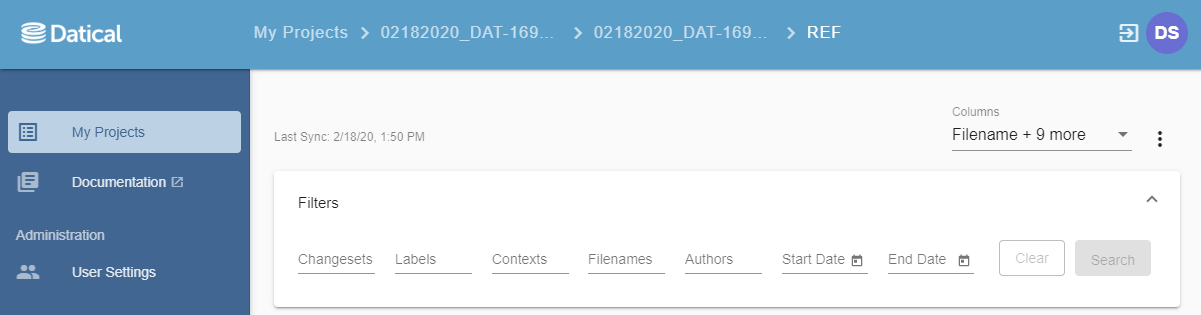 Datical
My Projects > 02182020_DAT-169... > 02182020_DAT-169... > REF
DS
My Projects
Documentation
Administration
User Settings
Last Sync: 2/18/20, 1:50 PM
Columns
Filename + 9 more
Filters
Changesets Labels Contexts Filenames Authors Start Date End Date Clear Search